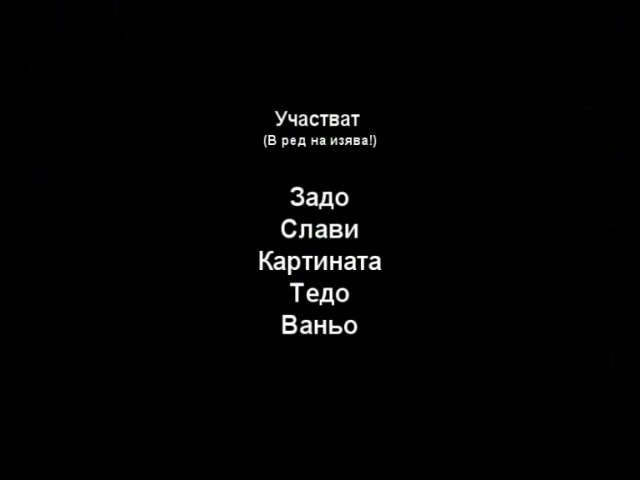 Участват
(В ред на изява!)
Задо
Слави
Картината
Тедо
Ваньо